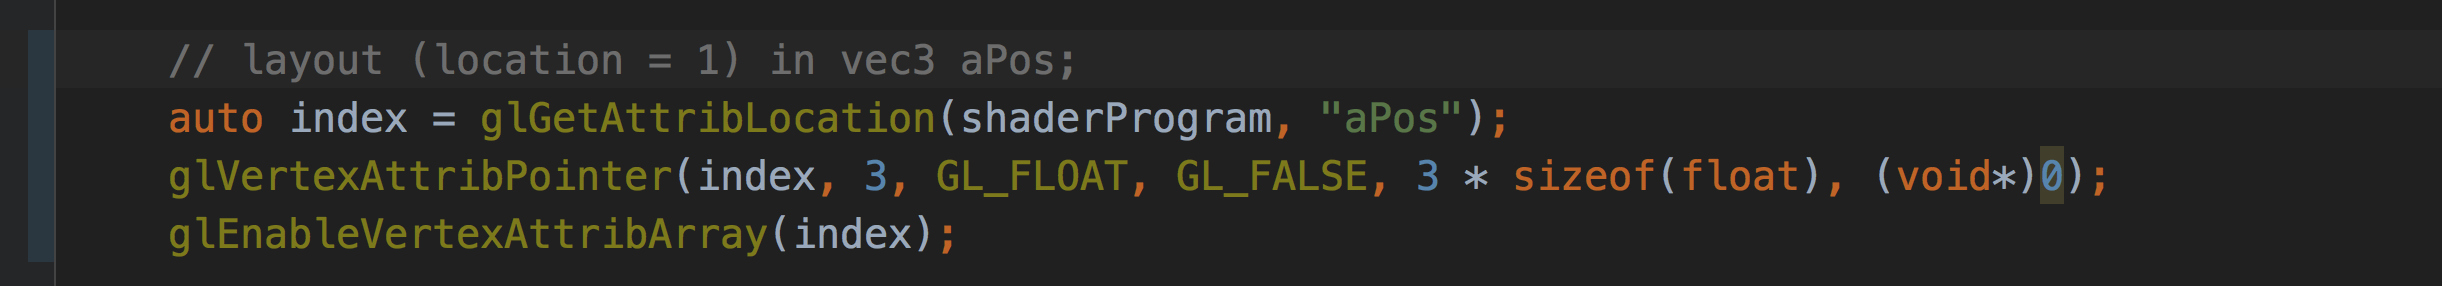 // layout (location = 1) in vec3 aPos;
auto index = glGetAttribLocation(shaderProgram, "aPos");
glVertexAttribPointer(index, 3, GL_FLOAT, GL_FALSE, 3 * sizeof(float), (void*)0);
glEnableVertexAttribArray(index);